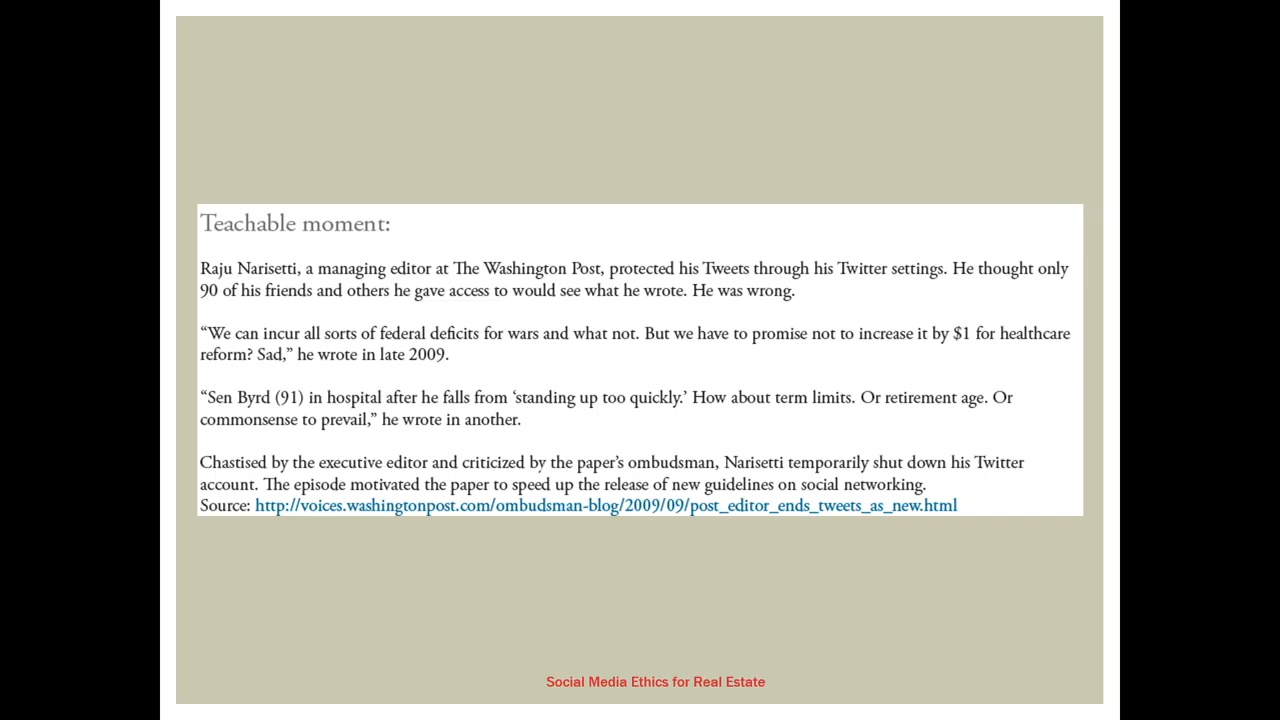 Teachable moment:
Raju Narisetti, a managing editor at The Washington Post, protected his Tweets through his Twitter settings. He thought only
90 of his friends and others he gave access to would see what he wrote. He was wrong.
“We can incur all sorts of federal deficits for wars and what not. But we have to promise not to increase it by $1 for healthcare
reform? Sad,” he wrote in late 2009.
“Sen Byrd (91) in hospital after he falls from ‘standing up too quickly.’ How about term limits. Or retirement age. Or
commonsense to prevail,” he wrote in another.
Chastised by the executive editor and criticized by the paper’s ombudsman, Narisetti temporarily shut down his Twitter
account. The episode motivated the paper to speed up the release of new guidelines on social networking.
Source: http://voices.washingtonpost.com/ombudsman-blog/2009/09/post_editor_ends_tweets_as_new.html
Social Media Ethics for Real Estate